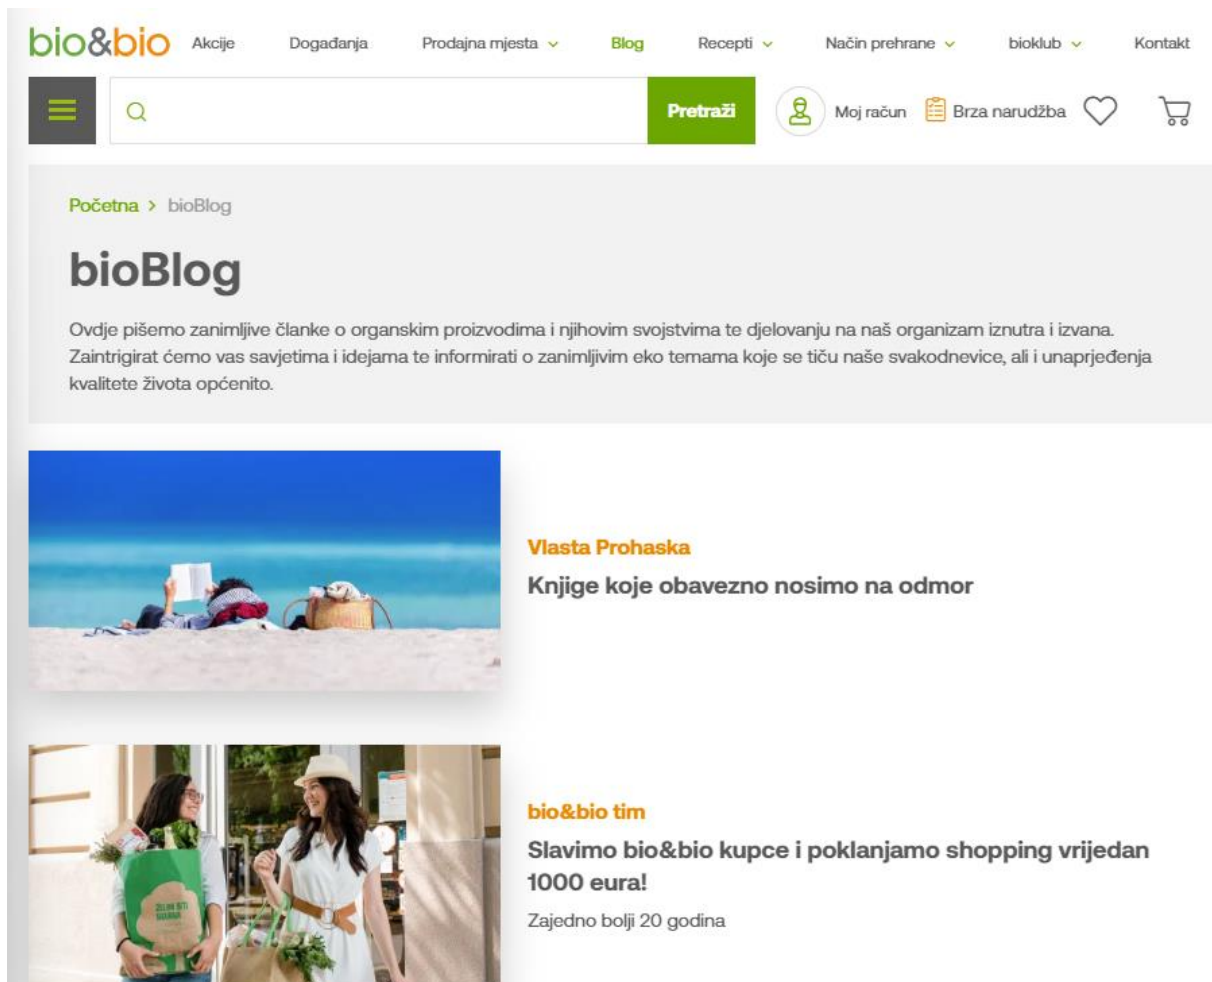 bio&bio Akcije Događanja Prodajna mjesta Blog Recepti Način prehrane bioklub Kontakt
Pretraži Moj račun Brza narudžba
Početna > bioBlog
bioBlog
Ovdje pišemo zanimljive članke o organskim proizvodima i njihovim svojstvima te djelovanju na naš organizam iznutra i izvana.
Zaintrigirat ćemo vas savjetima i idejama te informirati o zanimljivim eko temama koje se tiču naše svakodnevice, ali i unaprjeđenja
kvalitete života općenito.
Vlasta Prohaska
Knjige koje obavezno nosimo na odmor
bio&bio tim
Slavimo bio&bio kupce i poklanjamo shopping vrijedan
1000 eura!
Zajedno bolji 20 godina
ŽELIM BITI